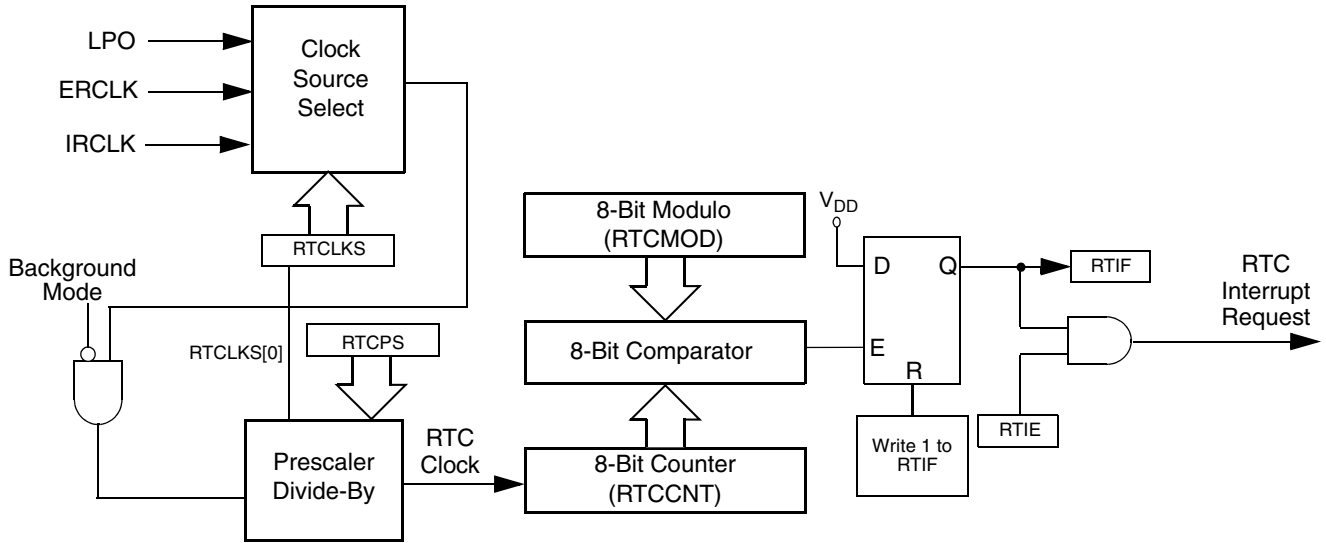 LPO
ERCLK
IRCLK
Clock
Source
Select
RTCLKS
Background
Mode
RTCLKS[0]
RTCPS
Prescaler
Divide-By
RTC
Clock
8-Bit Modulo
(RTCMOD)
8-Bit Comparator
8-Bit Counter
(RTCCNT)
VDD
D
Q
E
R
Write 1 to
RTIF
RTIF
RTIE
RTC
Interrupt
Request